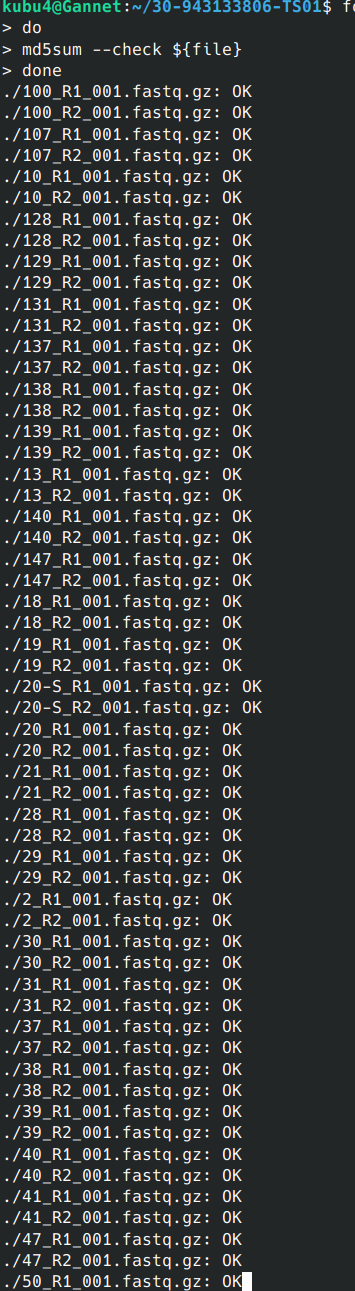 kubu4@Gannet:~/30-943133806-TS01$ fo
> do
> md5sum --check ${file}
> done
./100_R1_001.fastq.gz: OK
./100_R2_001.fastq.gz: OK
./107_R1_001.fastq.gz: OK
./107_R2_001.fastq.gz: OK
./10_R1_001.fastq.gz: OK
./10_R2_001.fastq.gz: OK
./128_R1_001.fastq.gz: OK
./128_R2_001.fastq.gz: OK
./129_R1_001.fastq.gz: OK
./129_R2_001.fastq.gz: OK
./131_R1_001.fastq.gz: OK
./131_R2_001.fastq.gz: OK
./137_R1_001.fastq.gz: OK
./137_R2_001.fastq.gz: OK
./138_R1_001.fastq.gz: OK
./138_R2_001.fastq.gz: OK
./139_R1_001.fastq.gz: OK
./139_R2_001.fastq.gz: OK
./13_R1_001.fastq.gz: OK
./13_R2_001.fastq.gz: OK
./140_R1_001.fastq.gz: OK
./140_R2_001.fastq.gz: OK
./147_R1_001.fastq.gz: OK
./147_R2_001.fastq.gz: OK
./18_R1_001.fastq.gz: OK
./18_R2_001.fastq.gz: OK
./19_R1_001.fastq.gz: OK
./19_R2_001.fastq.gz: OK
./20-S_R1_001.fastq.gz: OK
./20-S_R2_001.fastq.gz: OK
./20_R1_001.fastq.gz: OK
./20_R2_001.fastq.gz: OK
./21_R1_001.fastq.gz: OK
./21_R2_001.fastq.gz: OK
./28_R1_001.fastq.gz: OK
./28_R2_001.fastq.gz: OK
./29_R1_001.fastq.gz: OK
./29_R2_001.fastq.gz: OK
./2_R1_001.fastq.gz: OK
./2_R2_001.fastq.gz: OK
./30_R1_001.fastq.gz: OK
./30_R2_001.fastq.gz: OK
./31_R1_001.fastq.gz: OK
./31_R2_001.fastq.gz: OK
./37_R1_001.fastq.gz: OK
./37_R2_001.fastq.gz: OK
./38_R1_001.fastq.gz: OK
./38_R2_001.fastq.gz: OK
./39_R1_001.fastq.gz: OK
./39_R2_001.fastq.gz: OK
./40_R1_001.fastq.gz: OK
./40_R2_001.fastq.gz: OK
./41_R1_001.fastq.gz: OK
./41_R2_001.fastq.gz: OK
./47_R1_001.fastq.gz: OK
./47_R2_001.fastq.gz: OK
./50_R1_001.fastq.gz: OK